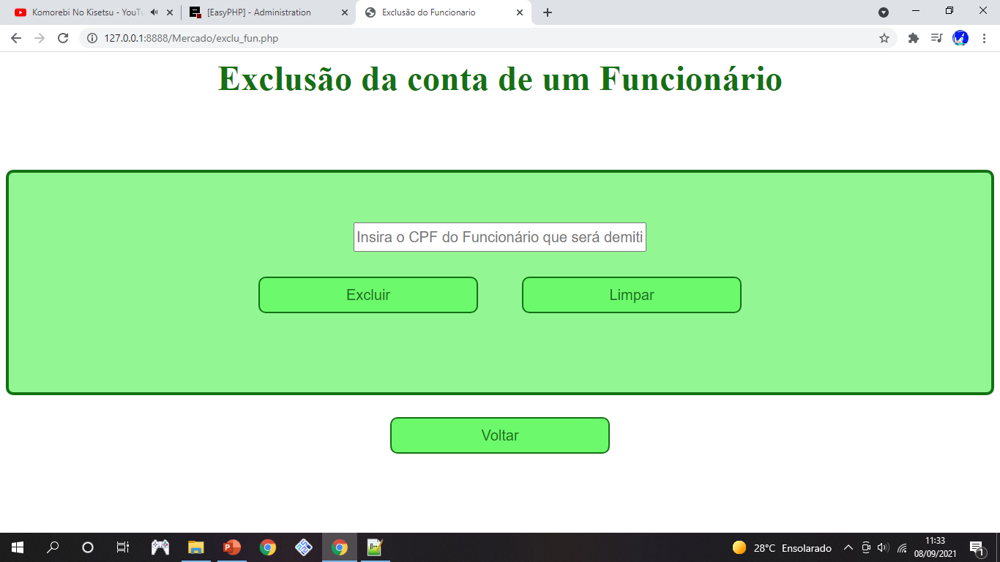 Komorebi No Kisetsu - YouTu
[EasyPHP] - Administration
Exclusão do Funcionario
127.0.0.1:8888/Mercado/exclu_fun.php
Exclusão da conta de um Funcionário
Insira o CPF do Funcionário que será demiti
Excluir
Limpar
Voltar
28°C Ensolarado
11:33
08/09/2021
1